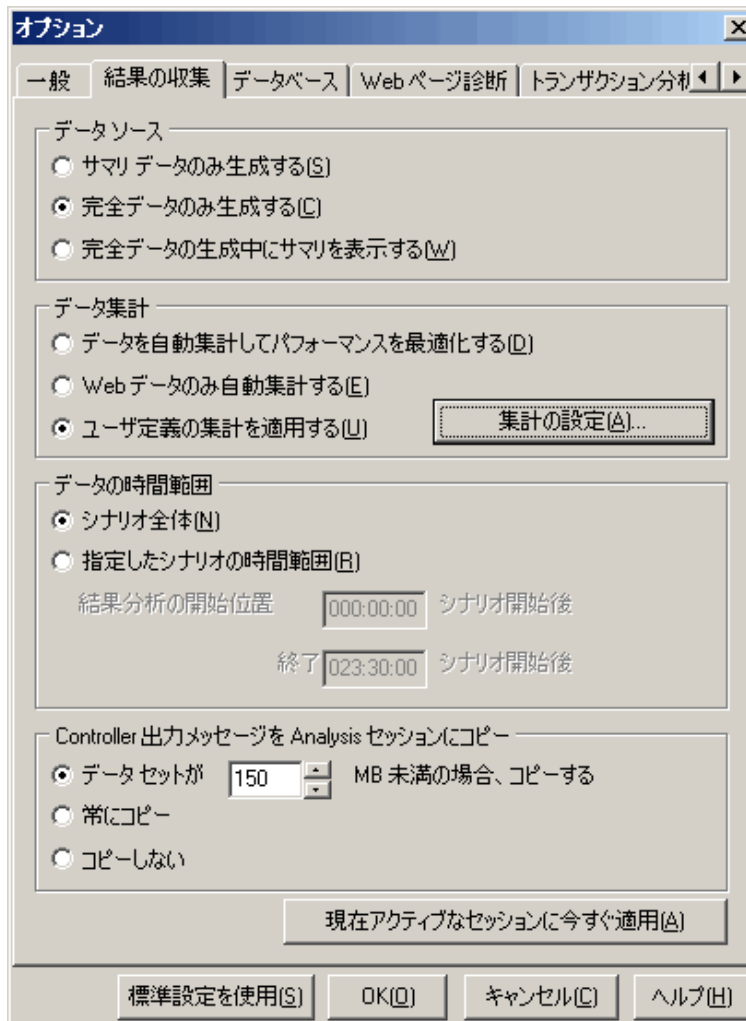 オプション
一般 結果の収集 データベース Webページ診断 トランザクション分析
データ ソース
サマリ データのみ生成する(S)
完全データのみ生成する(C)
完全データの生成中にサマリを表示する(W)
データ集計
データを自動集計してパフォーマンスを最適化する(D)
Web データのみ自動集計する(E)
ユーザ定義の集計を適用する(U) 集計の設定(A)...
データの時間範囲
シナリオ全体(N)
指定したシナリオの時間範囲(R)
結果分析の開始位置 000:00:00 シナリオ開始後
終了 023:30:00 シナリオ開始後
Controller 出力メッセージを Analysis セッションにコピー
データ セットが 150 MB 未満の場合、コピーする
常にコピー
コピーしない
現在アクティブなセッションに今すぐ適用(A)
標準設定を使用(S) OK(O) キャンセル(C) ヘルプ(H)